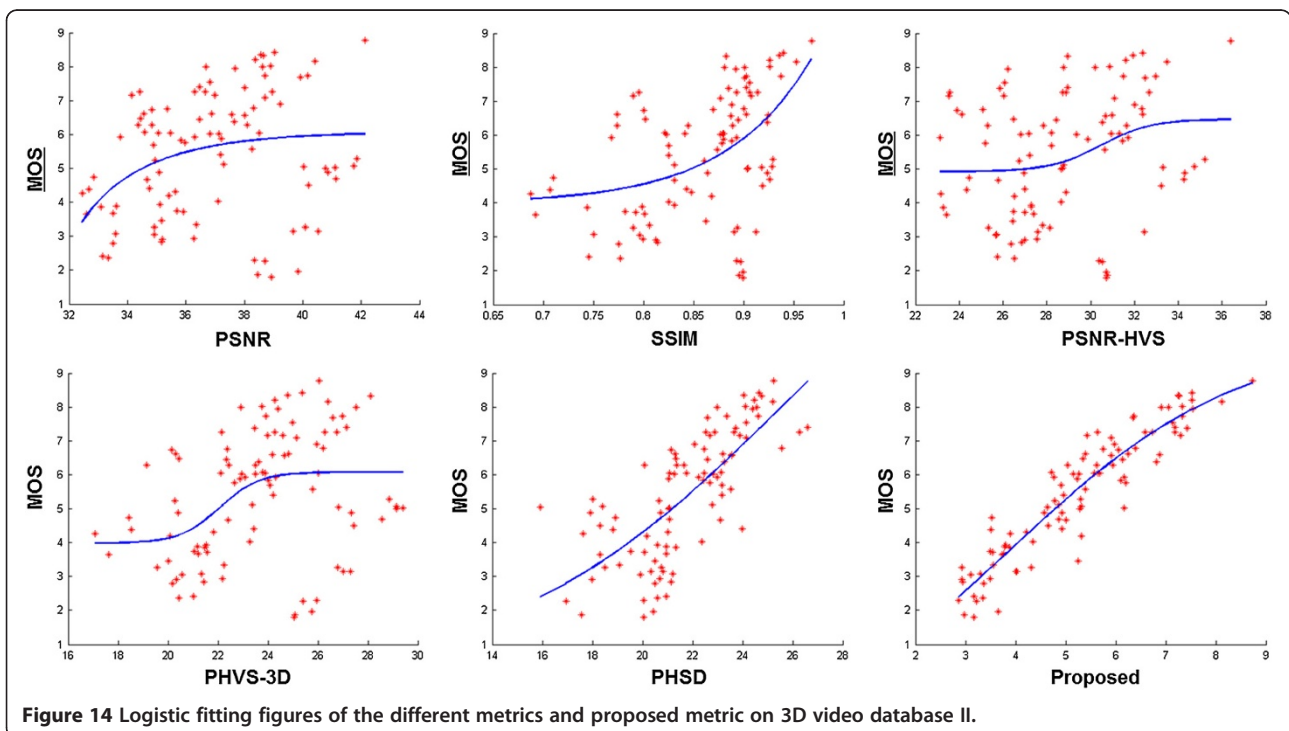 9
8
7
6
5
4
3
2
1
MOS
32 34 36 38 40 42 44
PSNR
9
8
7
6
5
4
3
2
1
MOS
0.65 0.7 0.75 0.8 0.85 0.9 0.95 1
SSIM
9
8
7
6
5
4
3
2
1
MOS
22 24 26 28 30 32 34 36 38
PSNR-HVS
9
8
7
6
5
4
3
2
1
MOS
16 18 20 22 24 26 28 30
PHVS-3D
9
8
7
6
5
4
3
2
1
MOS
14 16 18 20 22 24 26 28
PHSD
9
8
7
6
5
4
3
2
1
MOS
2 3 4 5 6 7 8 9
Proposed
Figure 14 Logistic fitting figures of the different metrics and proposed metric on 3D video database II.